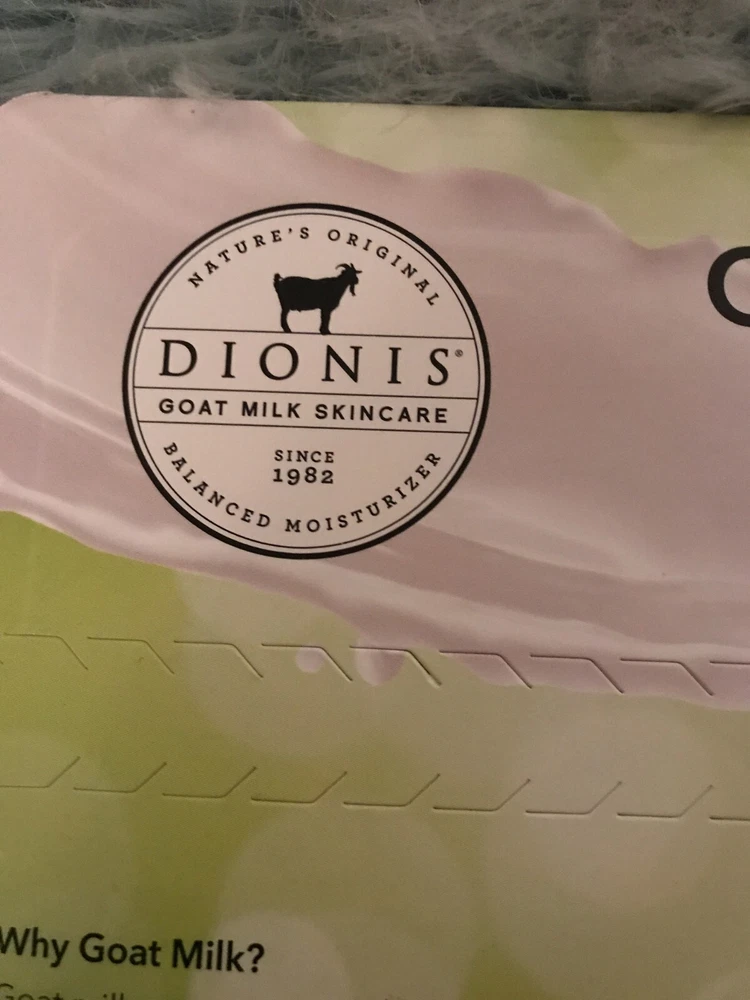 NATURE'S ORIGINAL
DIONIS®
GOAT MILK SKINCARE
SINCE
1982
BALANCED MOISTURIZER
Why Goat Milk?